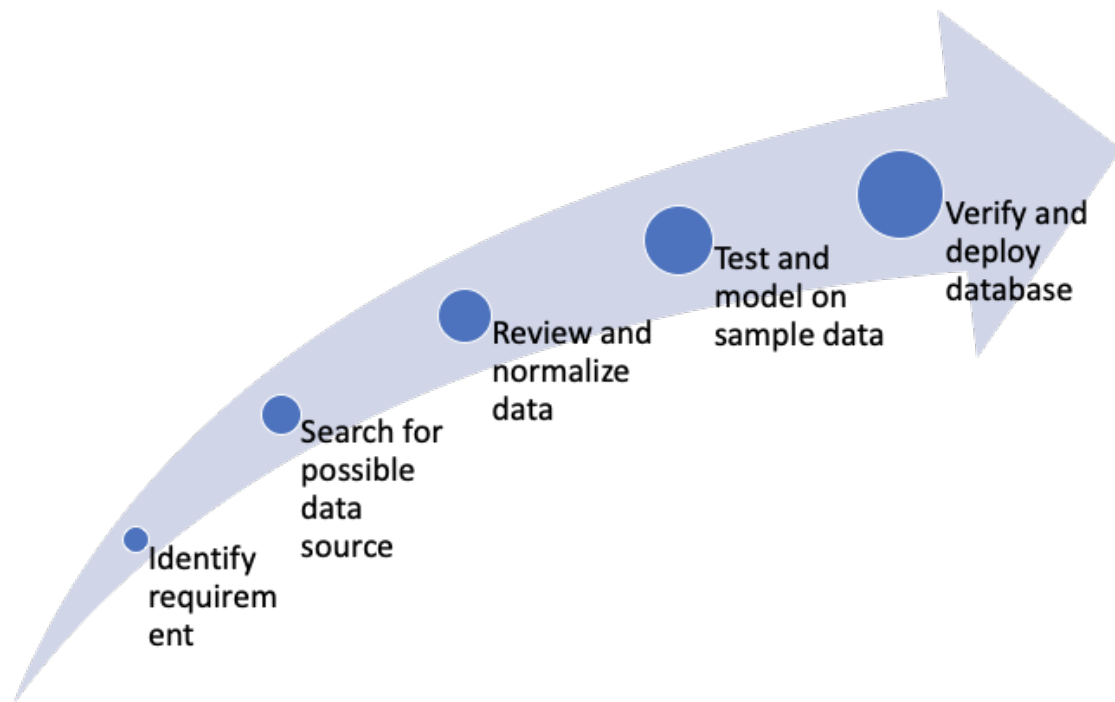 Identify
requirem
ent
Search for
possible
data
source
Review and
normalize
data
Test and
model on
sample data
Verify and
deploy
database